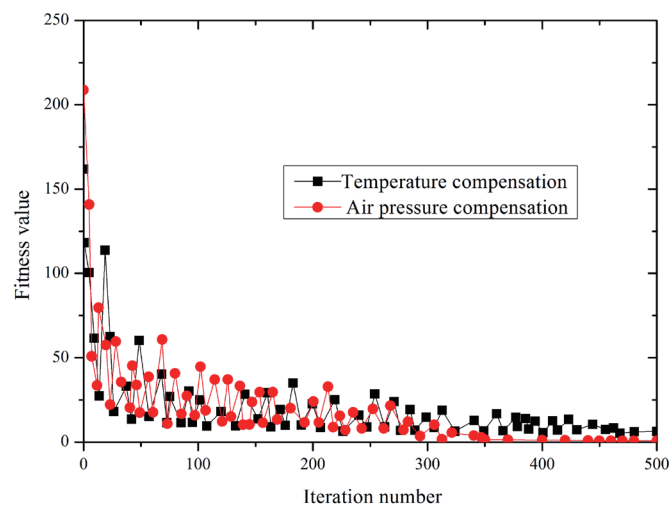 250
200
150
100
50
0
Fitness value
Temperature compensation
Air pressure compensation
0 100 200 300 400 500
Iteration number